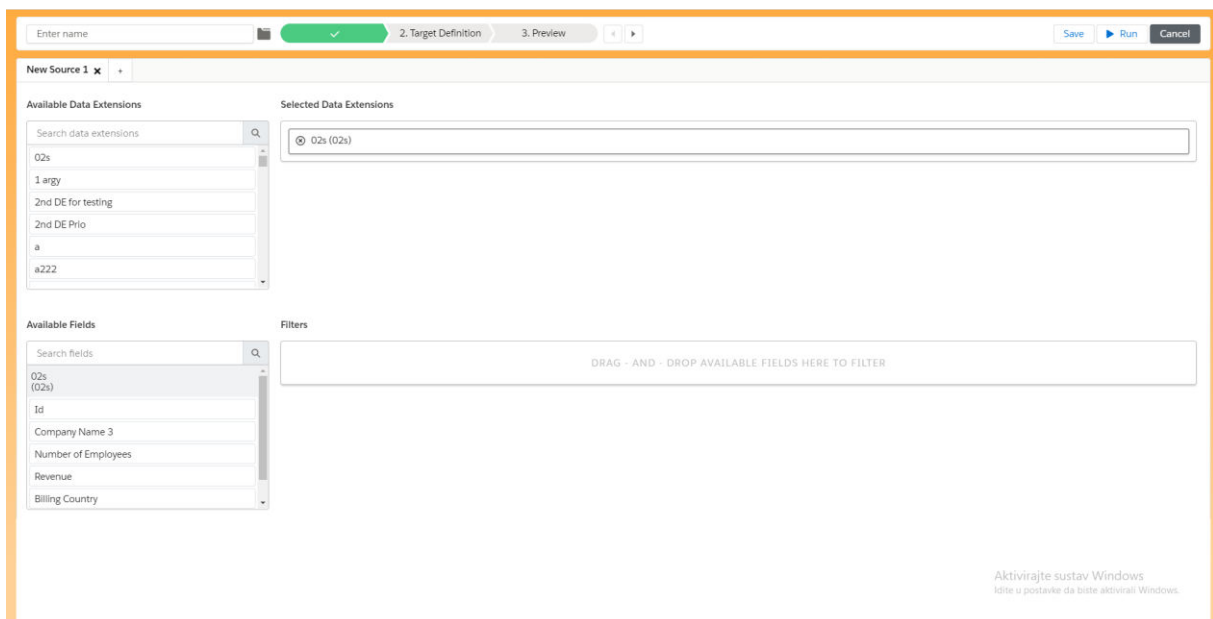 Enter name
2. Target Definition
3. Preview
Save
Run
Cancel
New Source 1 x
+
Available Data Extensions
Selected Data Extensions
Search data extensions
02s (02s)
02s
1 argy
2nd DE for testing
2nd DE Prio
a
a222
Available Fields
Filters
Search fields
DRAG - AND - DROP AVAILABLE FIELDS HERE TO FILTER
02s
(02s)
Id
Company Name 3
Number of Employees
Revenue
Billing Country
Aktivirajte sustav Windows
Idite u postavke da biste aktivirali Windows.